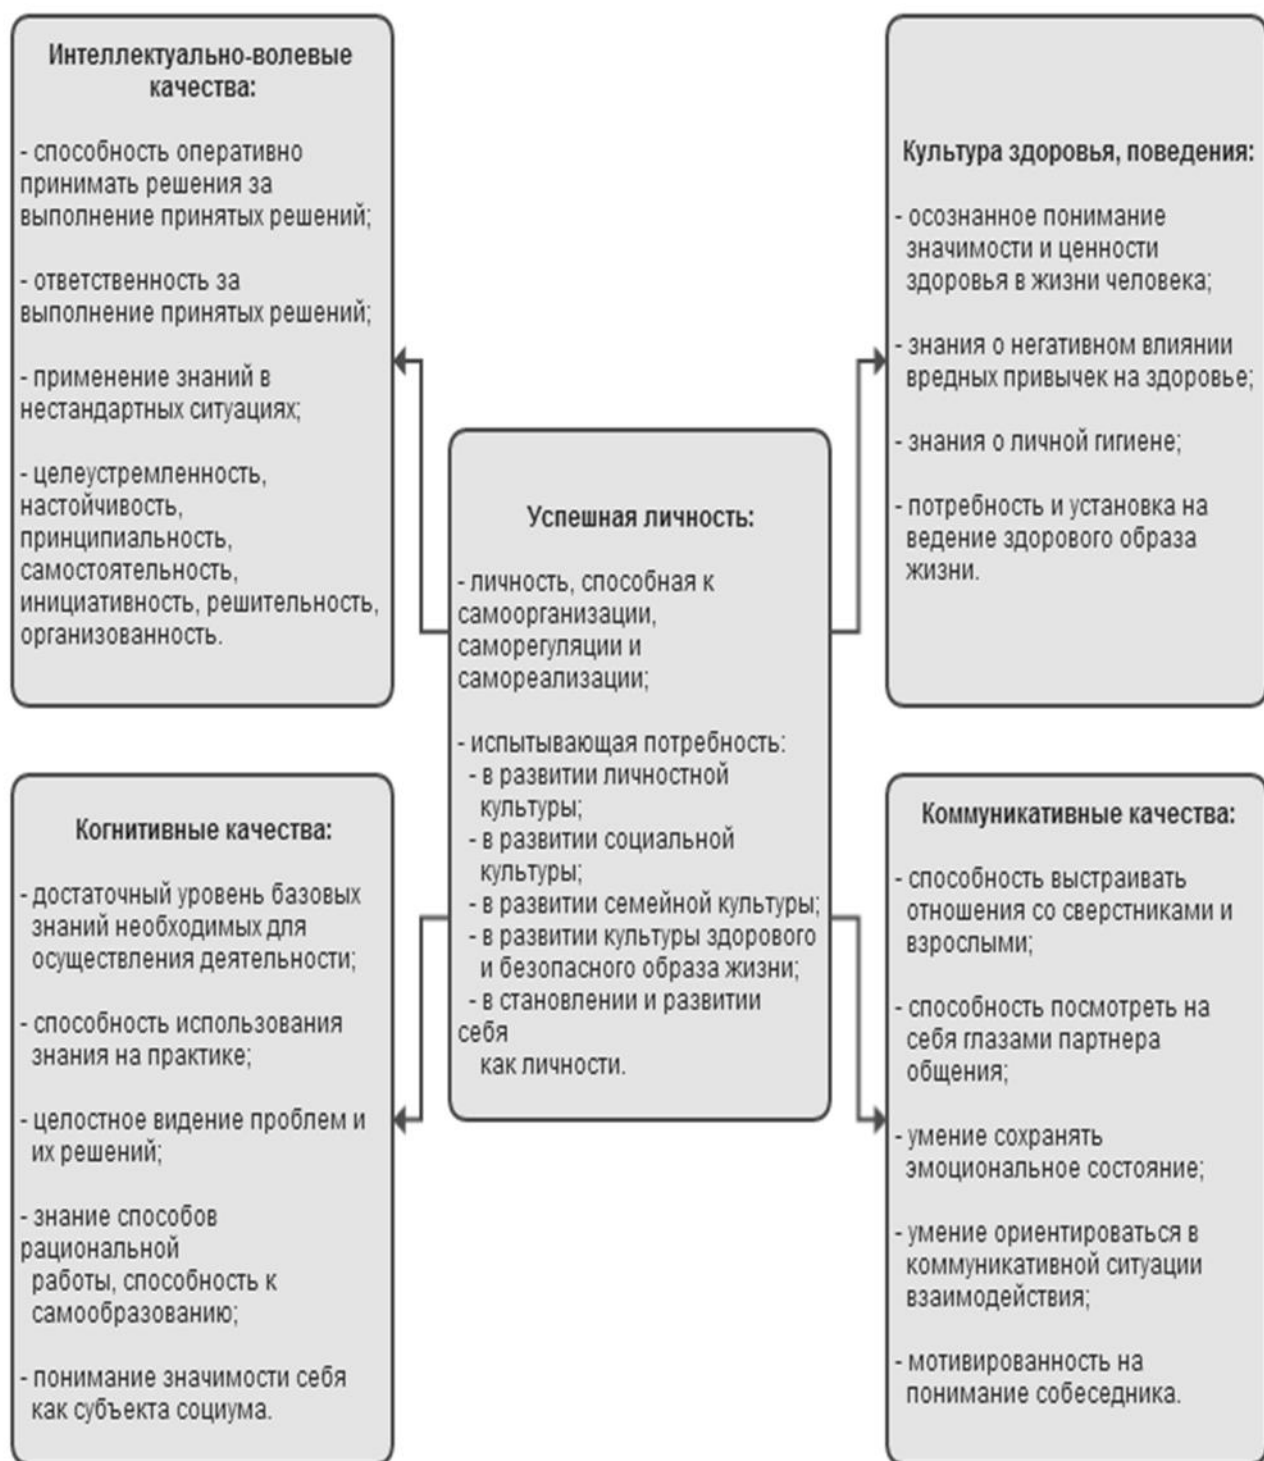 Интеллектуально-волевые
качества:
- способность оперативно
принимать решения за
выполнение принятых решений;
- ответственность за
выполнение принятых решений;
- применение знаний в
нестандартных ситуациях;
- целеустремленность,
настойчивость,
принципиальность,
самостоятельность,
инициативность, решительность,
организованность.
Культура здоровья, поведения:
- осознанное понимание
значимости и ценности
здоровья в жизни человека;
- знания о негативном влиянии
вредных привычек на здоровье;
- знания о личной гигиене;
- потребность и установка на
ведение здорового образа
жизни.
Успешная личность:
- личность, способная к
самоорганизации,
саморегуляции и
самореализации;
- испытывающая потребность:
- в развитии личностной
культуры;
- в развитии социальной
культуры;
- в развитии семейной культуры;
- в развитии культуры здорового
и безопасного образа жизни;
- в становлении и развитии
себя
как личности.
Когнитивные качества:
- достаточный уровень базовых
знаний необходимых для
осуществления деятельности;
- способность использования
знания на практике;
- целостное видение проблем и
их решений;
- знание способов
рациональной
работы, способность к
самообразованию;
- понимание значимости себя
как субъекта социума.
Коммуникативные качества:
- способность выстраивать
отношения со сверстниками и
взрослыми;
- способность посмотреть на
себя глазами партнера
общения;
- умение сохранять
эмоциональное состояние;
- умение ориентироваться в
коммуникативной ситуации
взаимодействия;
- мотивированность на
понимание собеседника.